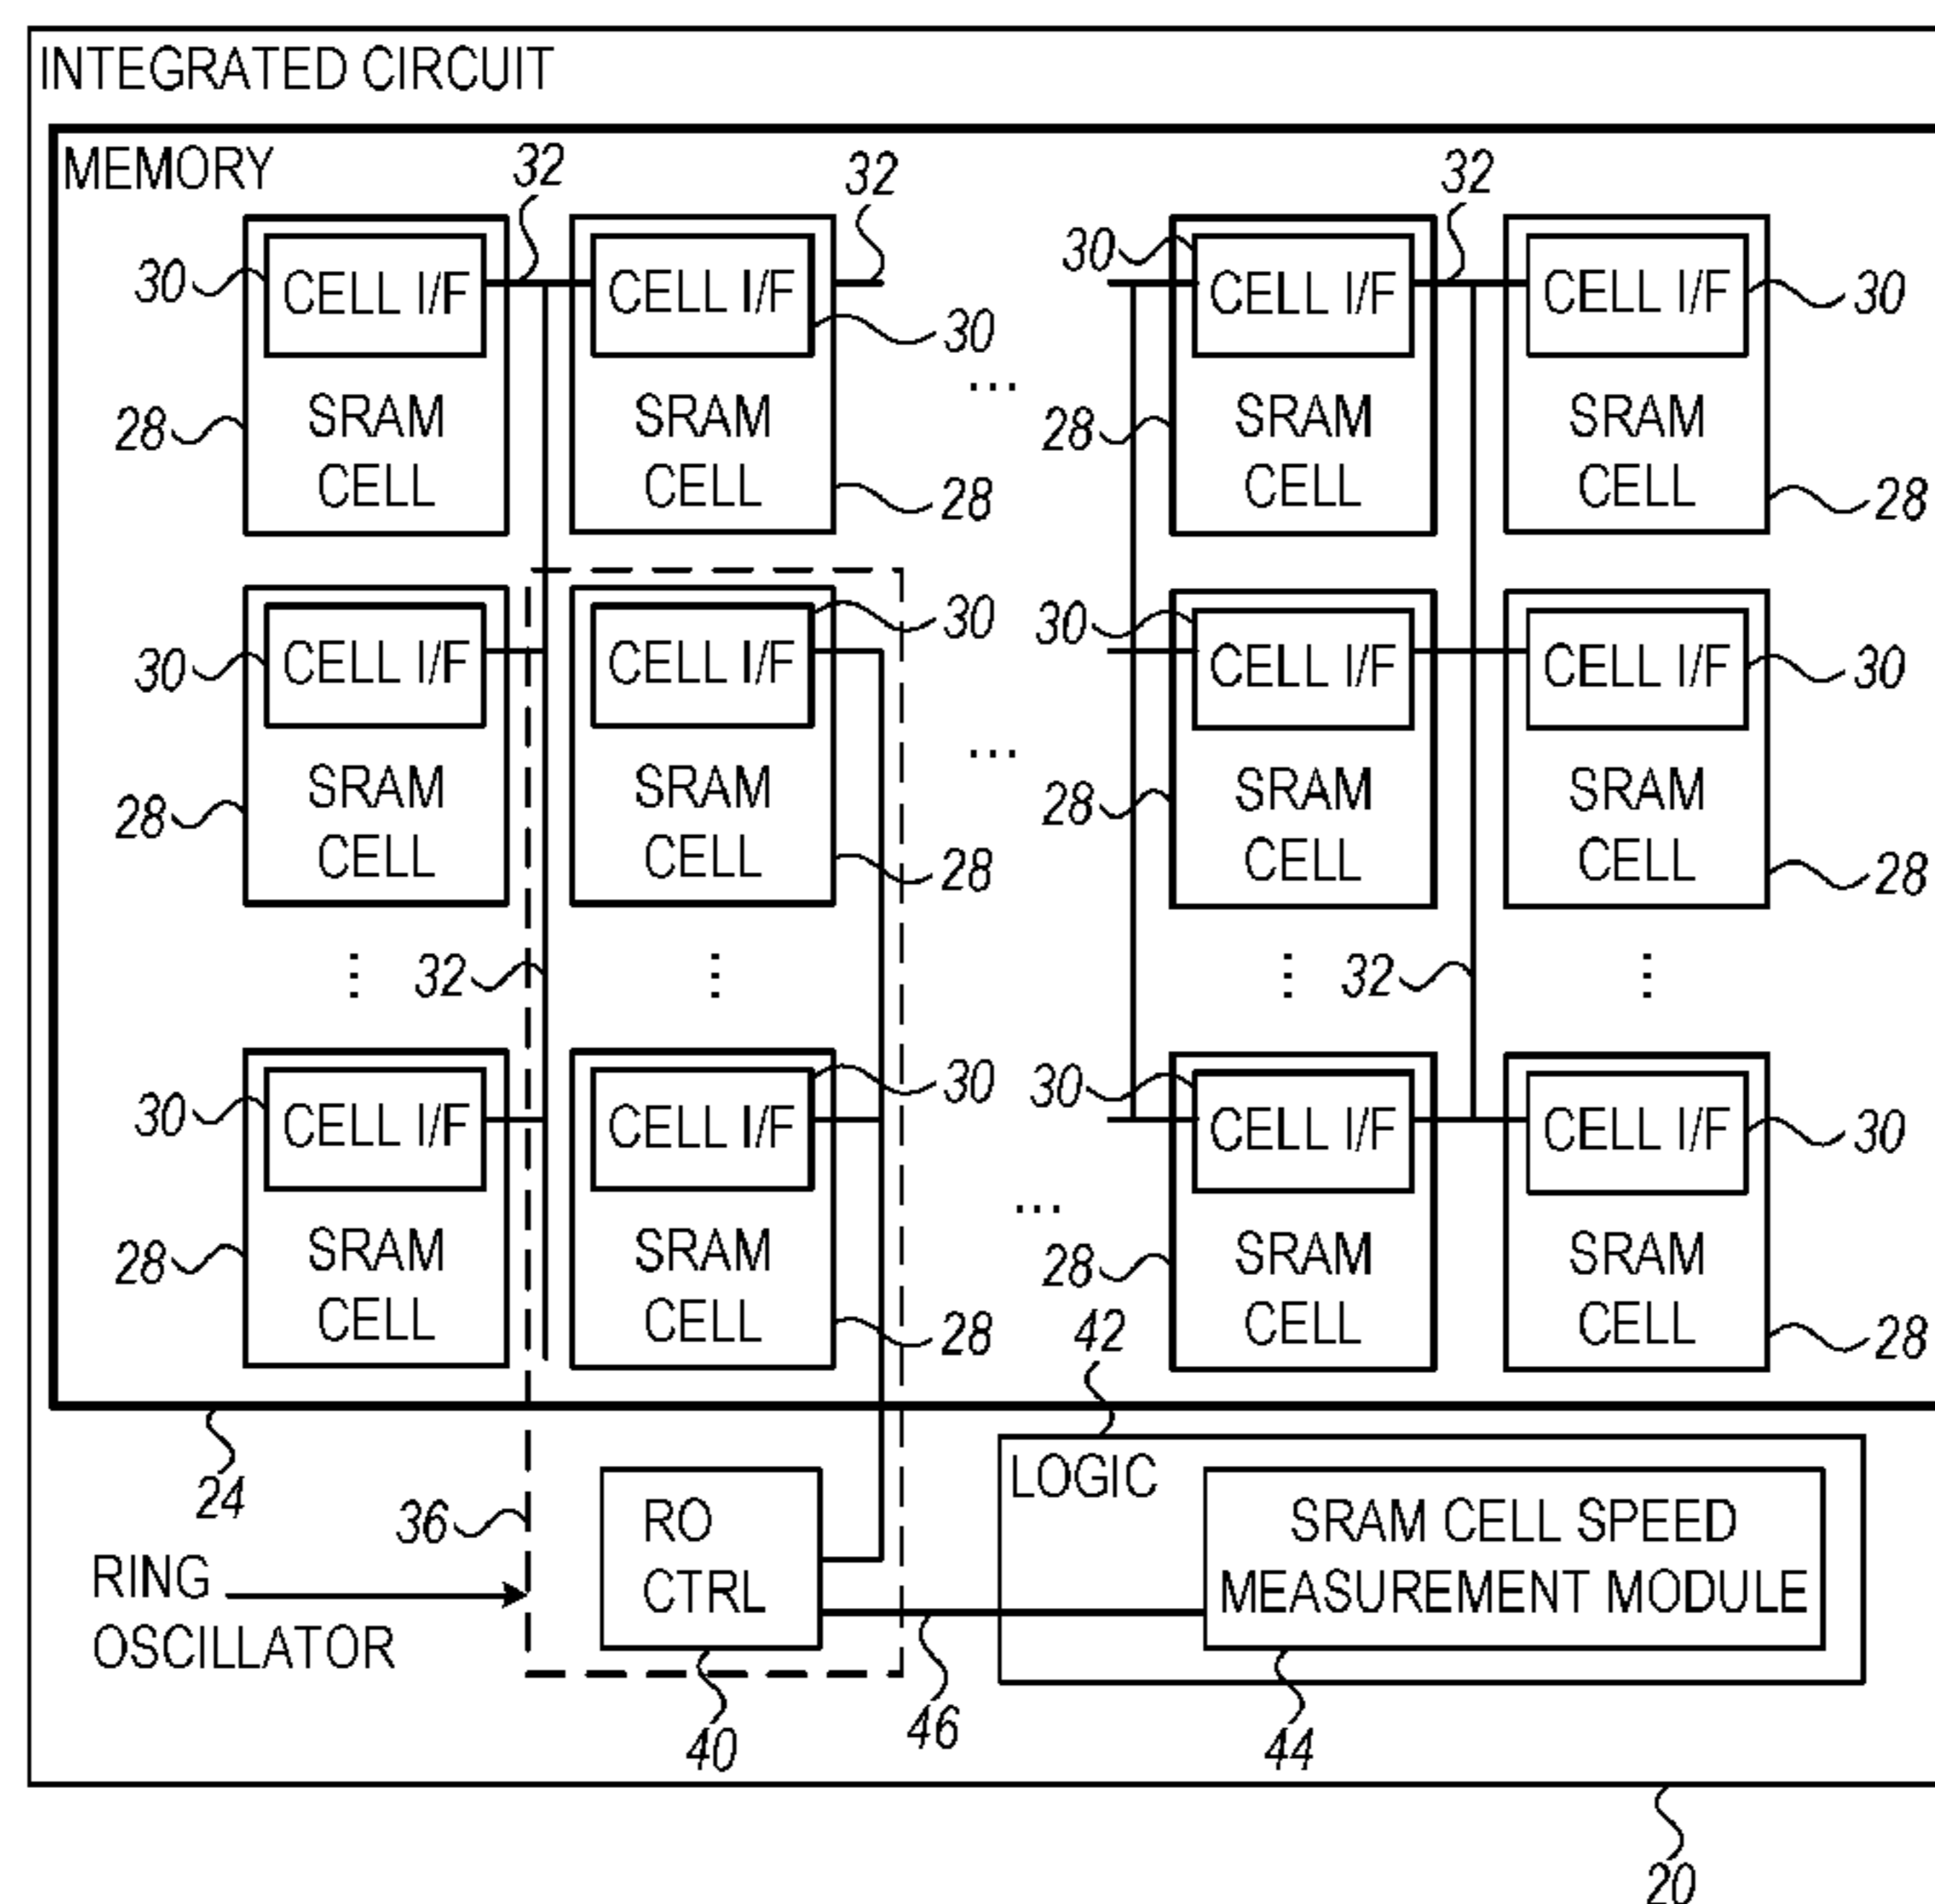 INTEGRATED CIRCUIT
MEMORY
32
32
32
30
CELL I/F
CELL I/F
30
30
CELL I/F
CELL I/F
30
...
28
SRAM
CELL
SRAM
CELL
28
28
SRAM
CELL
SRAM
CELL
28
30
CELL I/F
CELL I/F
30
30
CELL I/F
CELL I/F
30
...
28
SRAM
CELL
SRAM
CELL
28
28
SRAM
CELL
SRAM
CELL
28
32
32
30
CELL I/F
CELL I/F
30
30
CELL I/F
CELL I/F
30
...
28
SRAM
CELL
SRAM
CELL
28
28
SRAM
CELL
SRAM
CELL
28
42
24
36
RING
OSCILLATOR
RO
CTRL
LOGIC
SRAM CELL SPEED
MEASUREMENT MODULE
40
46
44
20